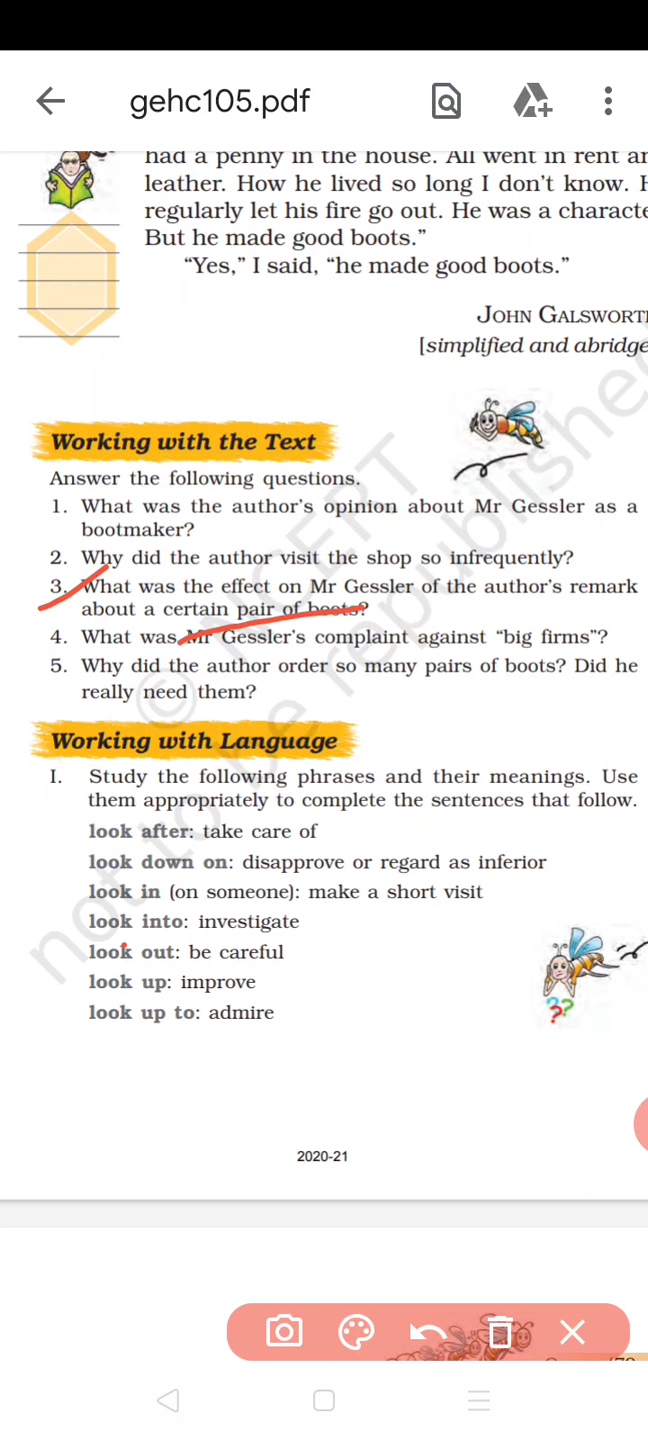 gehc105.pdf
had a penny in the house. All went in rent
leather. How he lived so long I don’t know.
regularly let his fire go out. He was a
But he made good boots.”
“Yes,” I said, “he made good boots.”
JOHN
[simplified and
Working with the Text
Answer the following questions.
1. What was the author's opinion about Mr Gessler as a
bootmaker?
2. Why did the author visit the shop so infrequently?
3. What was the effect on Mr Gessler of the author's remark
about a certain pair of boots?
4. What was Mr Gessler's complaint against “big firms”?
5. Why did the author order so many pairs of boots? Did he
really need them?
Working with Language
I. Study the following phrases and their meanings. Use
them appropriately to complete the sentences that follow.
look after: take care of
look down on: disapprove or regard as inferior
look in (on someone): make a short visit
look into: investigate
look out: be careful
look up: improve
look up to: admire
??
2020-21
© NCERT
not to be republished